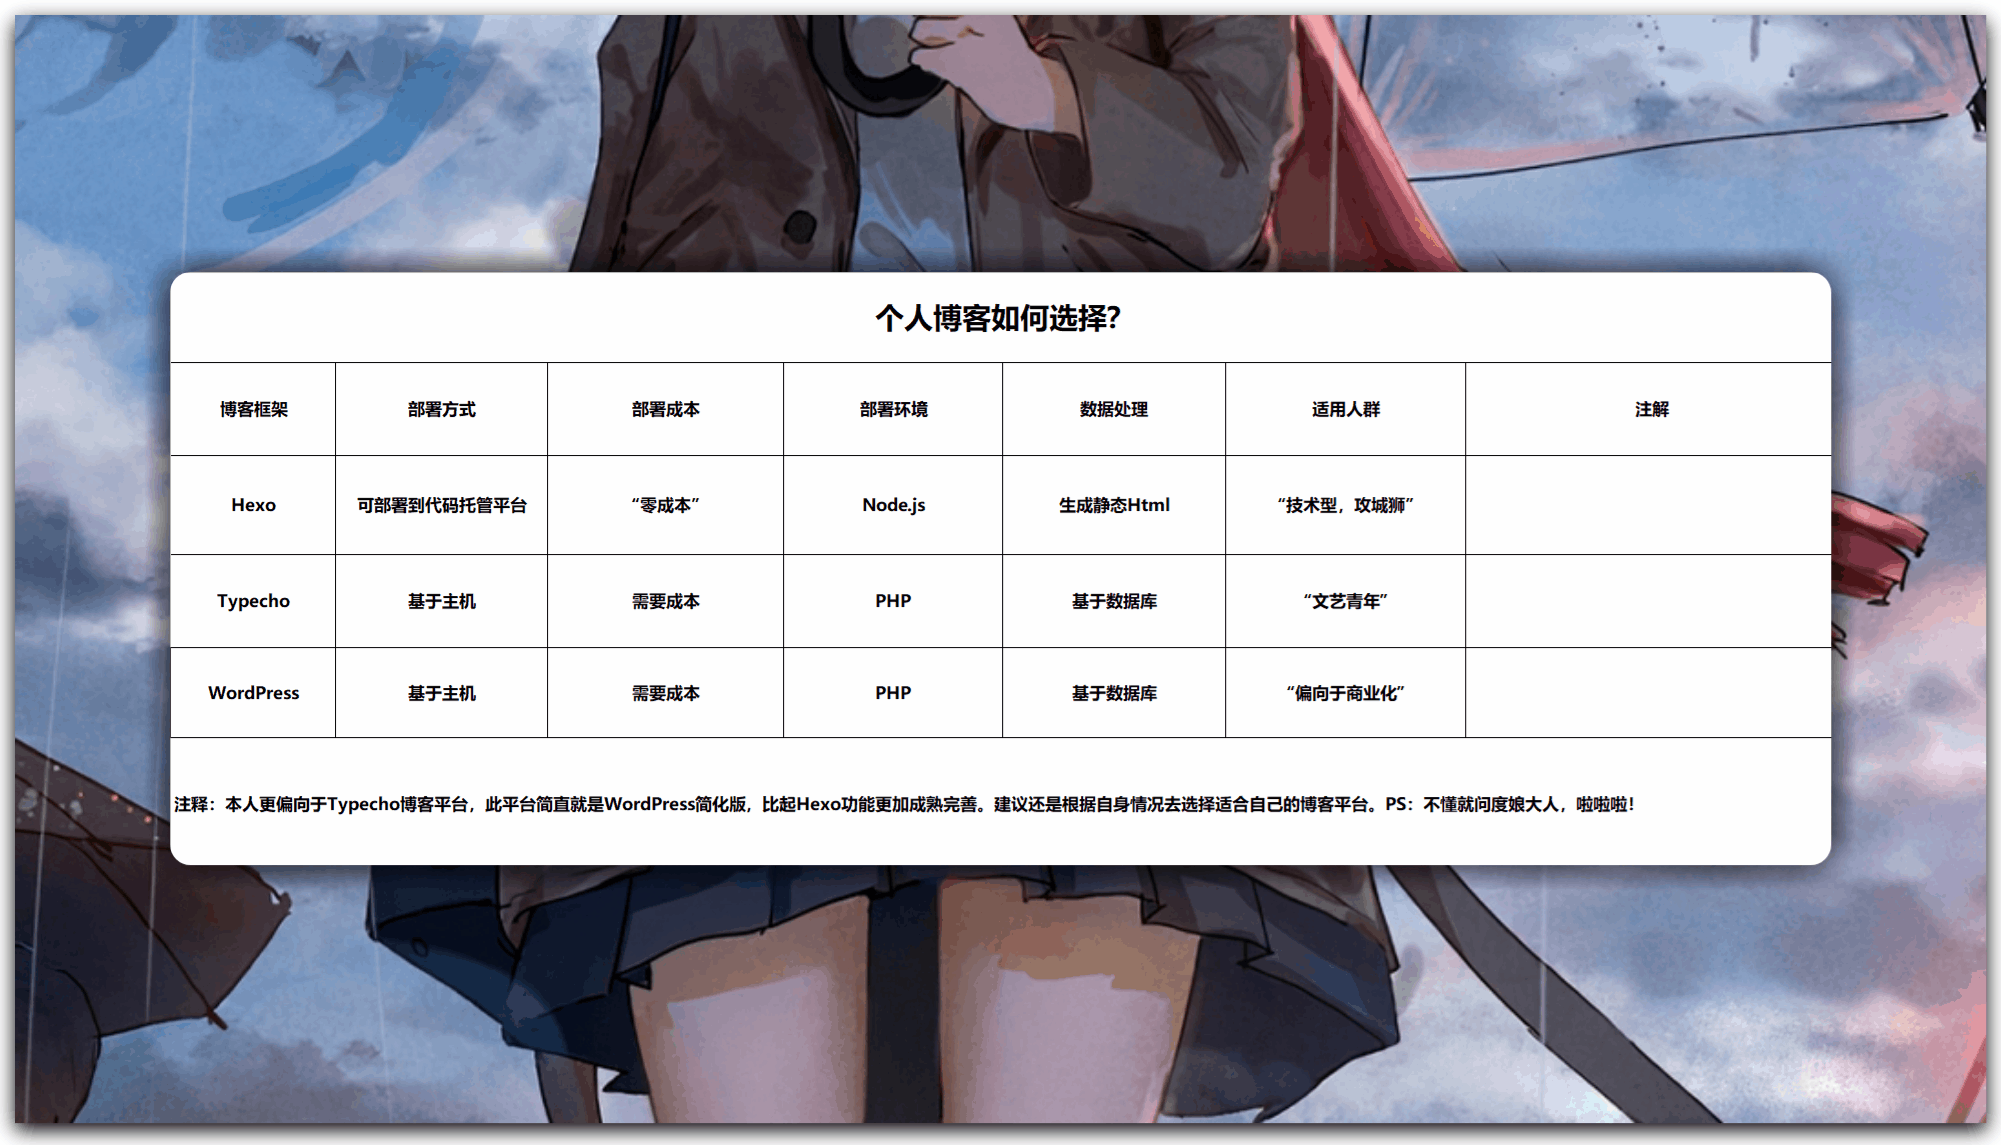 个人博客如何选择？
博客框架 部署方式 部署成本 部署环境 数据处理 适用人群 注解
Hexo 可部署到代码托管平台 “零成本” Node.js 生成静态Html “技术型，攻城狮”
Typecho 基于主机 需要成本 PHP 基于数据库 “文艺青年”
WordPress 基于主机 需要成本 PHP 基于数据库 “偏向于商业化”
注释：本人更偏向于Typecho博客平台，此平台简直就是WordPress简化版，比起Hexo功能更加成熟完善。建议还是根据自身情况去选择适合自己的博客平台。PS：不懂就问度娘大人，啦啦啦！